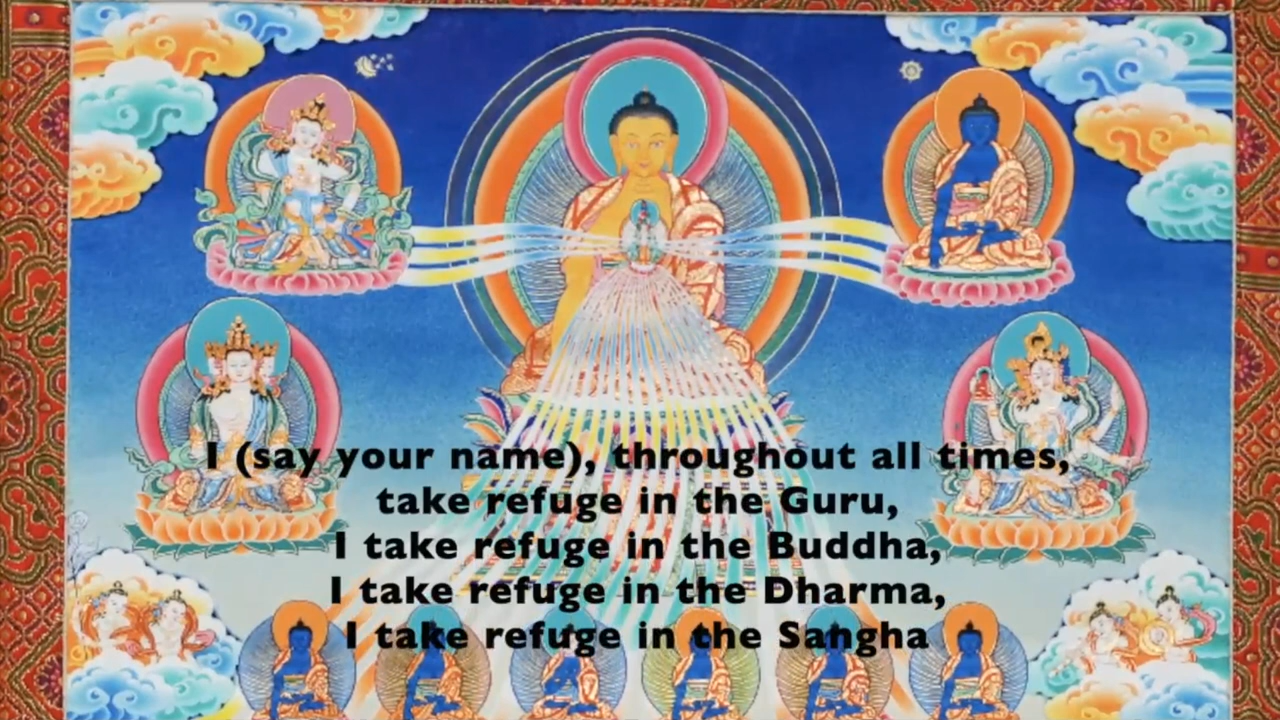 I (say your name), throughout all times,
take refuge in the Guru,
I take refuge in the Buddha,
I take refuge in the Dharma,
I take refuge in the Sangha